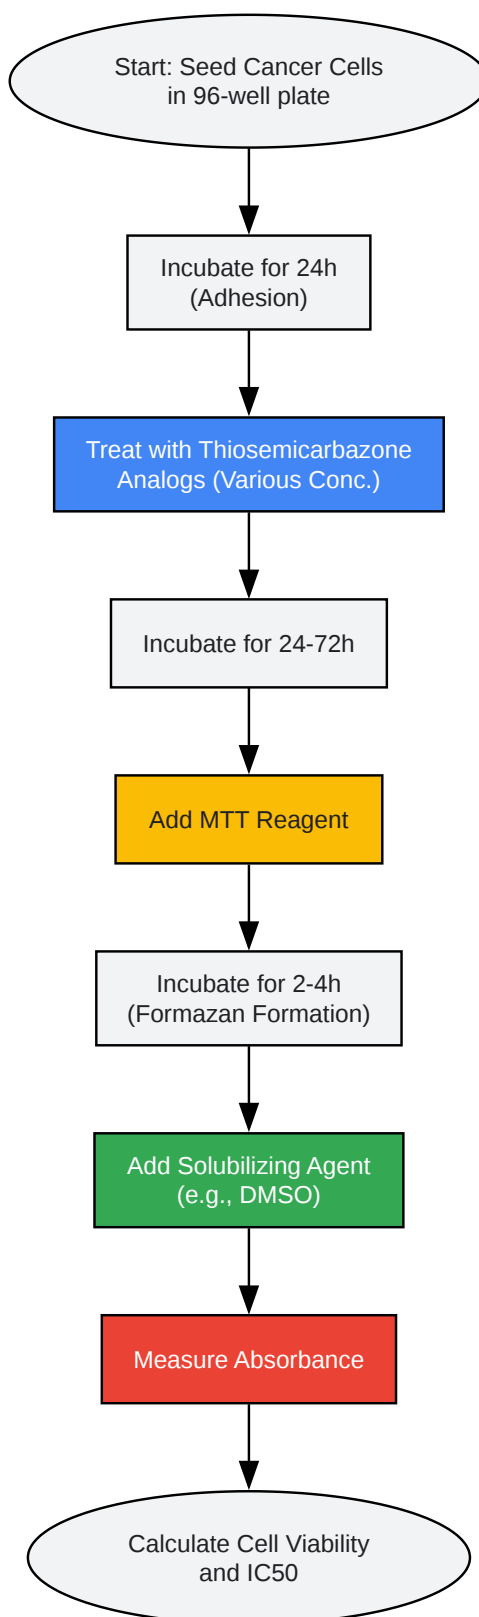 Start: Seed Cancer Cells
in 96-well plate
Incubate for 24h
(Adhesion)
Treat with Thiosemicarbazone
Analogs (Various Conc.)
Incubate for 24-72h
Add MTT Reagent
Incubate for 2-4h
(Formazan Formation)
Add Solubilizing Agent
(e.g., DMSO)
Measure Absorbance
Calculate Cell Viability
and IC50